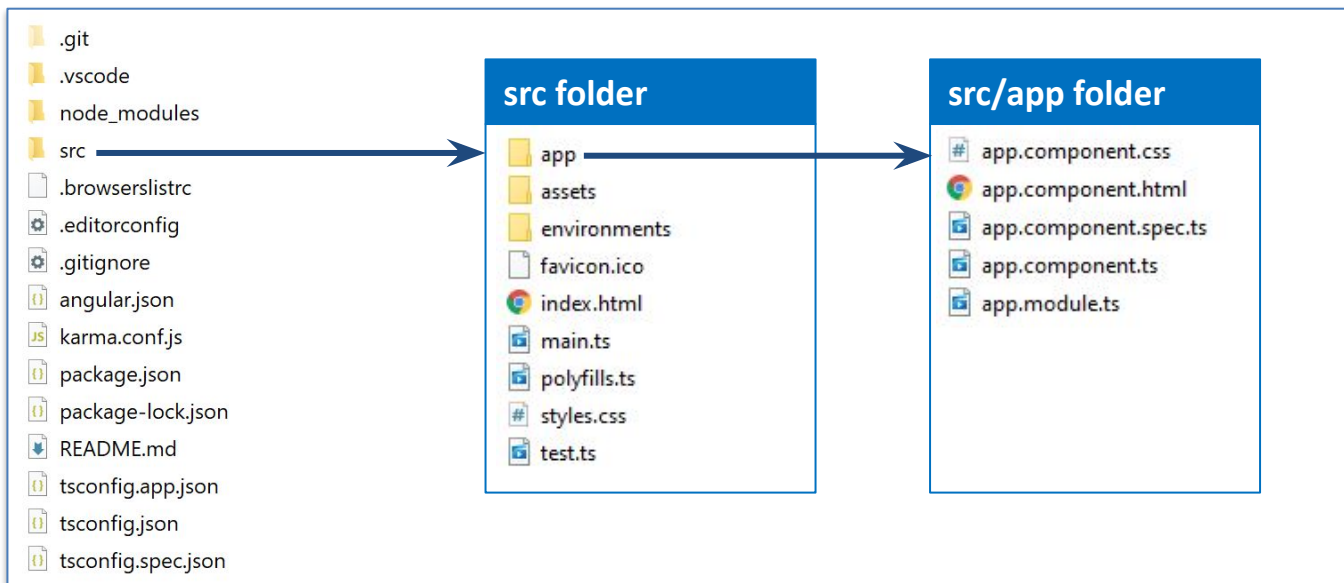 .git
.vscode
node_modules
src
.browserslistrc
.editorconfig
.gitignore
angular.json
karma.conf.js
package.json
package-lock.json
README.md
tsconfig.app.json
tsconfig.json
tsconfig.spec.json
src folder
app
assets
environments
favicon.ico
index.html
main.ts
polyfills.ts
styles.css
test.ts
src/app folder
app.component.css
app.component.html
app.component.spec.ts
app.component.ts
app.module.ts